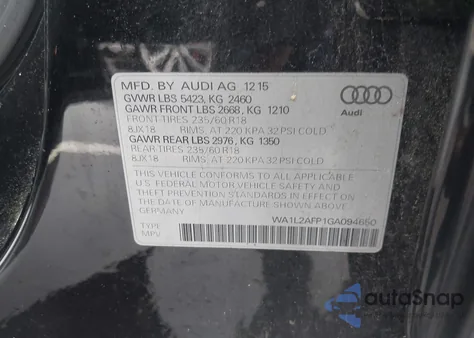 MFD. BY AUDI AG 12 15
GVWR LBS 5423, KG 2460
GAWR FRONT LBS 2668, KG 1210
FRONT-TIRES 235/60 R18
8JX18 RIMS, AT 220 KPA 32 PSI COLD
GAWR REAR LBS 2976, KG 1350
REAR-TIRES 235/60 R18
8JX18 RIMS, AT 220 KPA 32 PSI COLD
THIS VEHICLE CONFORMS TO ALL APPLICABLE
U.S. FEDERAL MOTOR VEHICLE SAFETY AND
THEFT PREVENTION STANDARDS IN EFFECT ON
THE DATE OF MANUFACTURE SHOWN ABOVE
GERMANY
WA1L2AFP1GA094650
TYPE
MPV
Audi
autoSnap